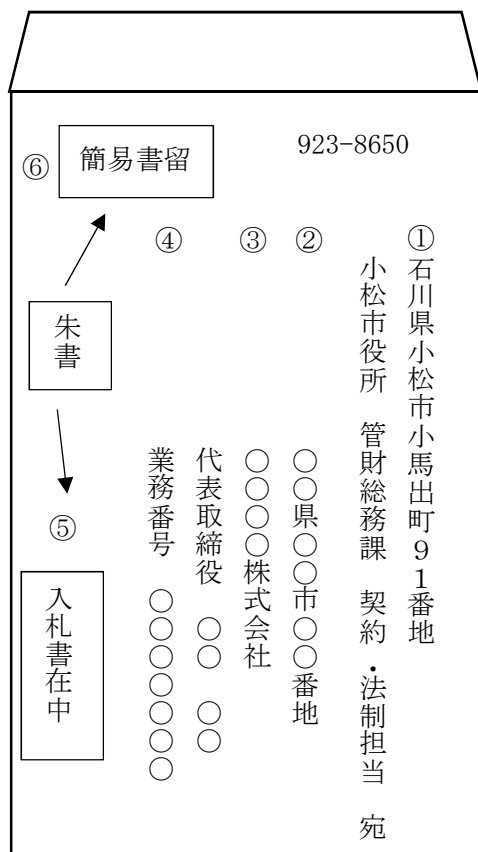 923-8650
⑥
簡易書留
①石川県小松市小馬出町91番地
小松市役所 管財総務課 契約・法制担当 宛
②
○○県○○市○○番地
③
○○○○株式会社
代表取締役 ○○ ○○
④
業務番号 ○○○○○○○
朱書
⑤
入札書在中